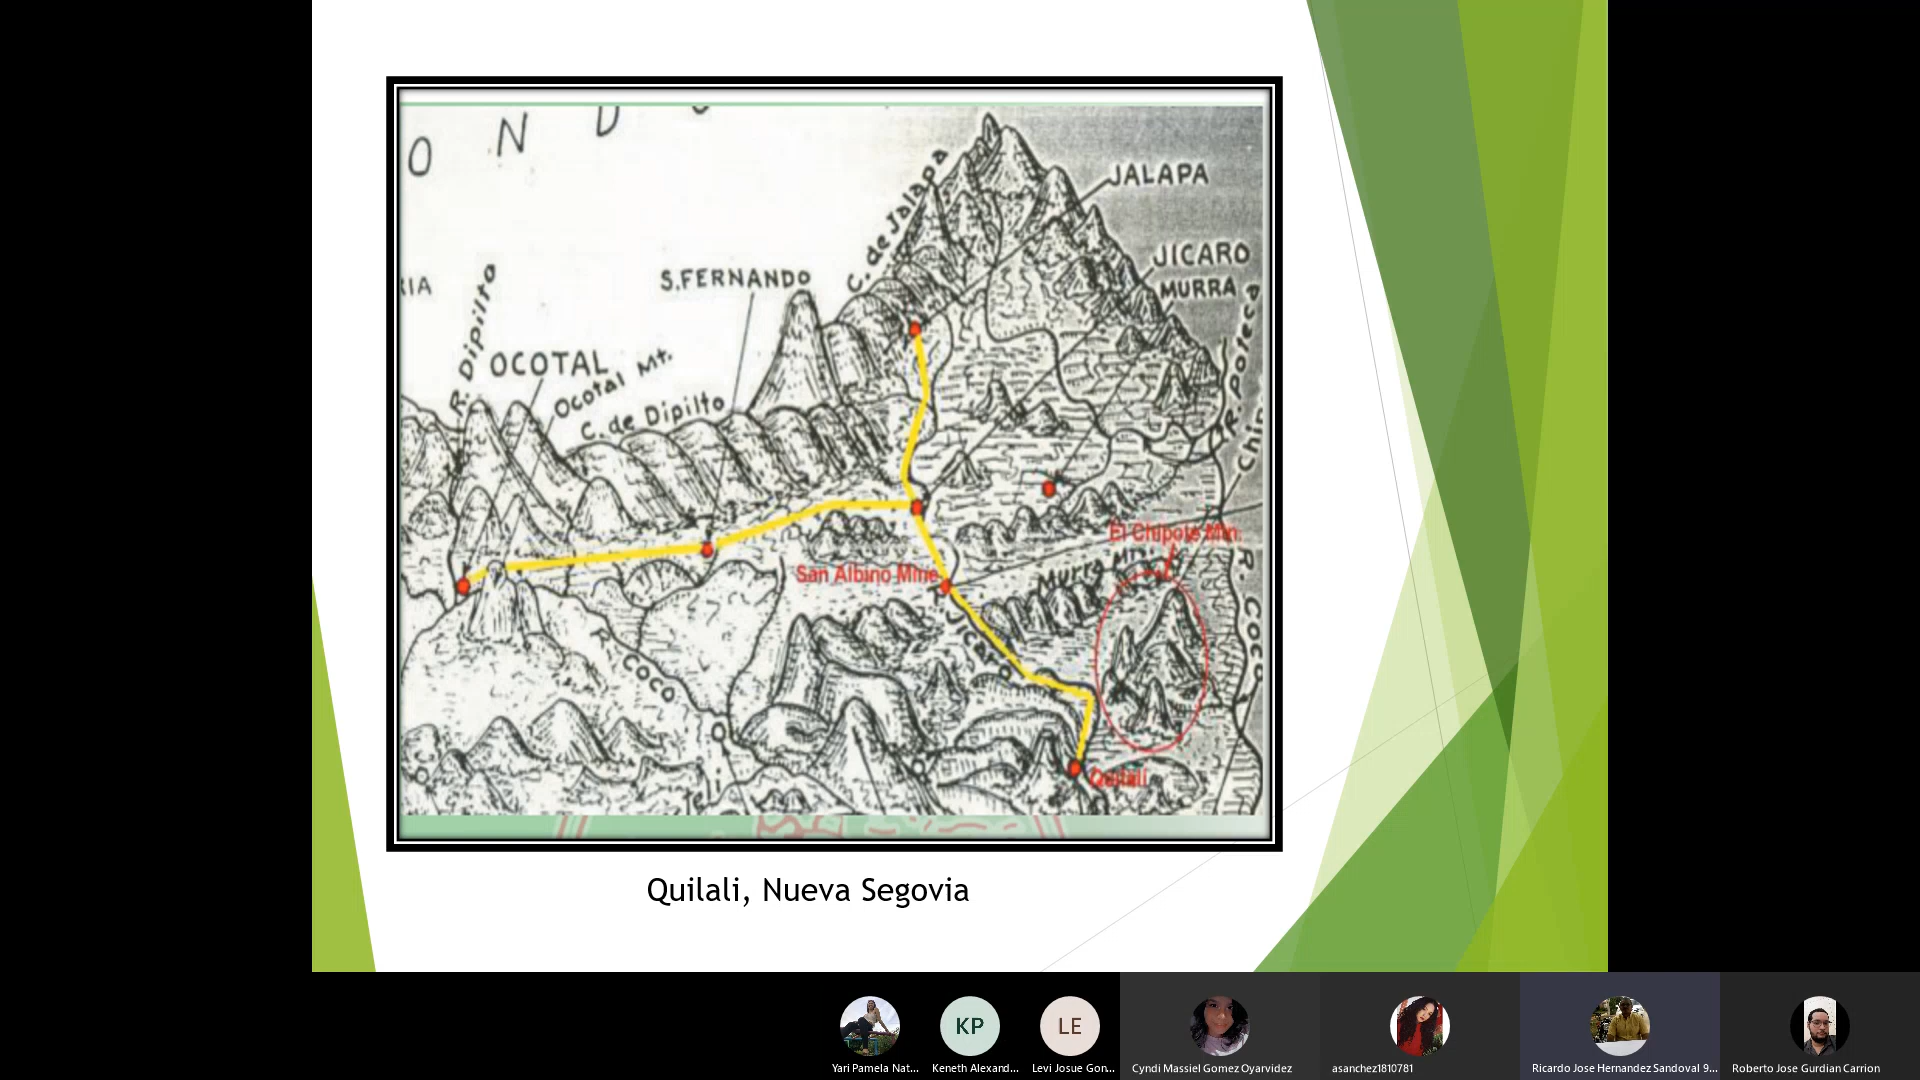 O N D
JALAPA
C. de Jalapa
JICARO
S.FERNANDO
MURRA
RIA
R. Dipilto
OCOTAL
Ocotal Mt.
C. de Dipilto
R. POTECA
El Chipote Mtn.
San Albino Mine
Murra Mts.
R. COCO
JICARO
R. COCO
Quilali
Quilali, Nueva Segovia
KP
LE
Yari Pamela Nat...
Keneth Alexand...
Levi Josue Gon...
Cyndi Massiel Gomez Oyarvidez
asanchez1810781
Ricardo Jose Hernandez Sandoval 9...
Roberto Jose Gurdian Carrion